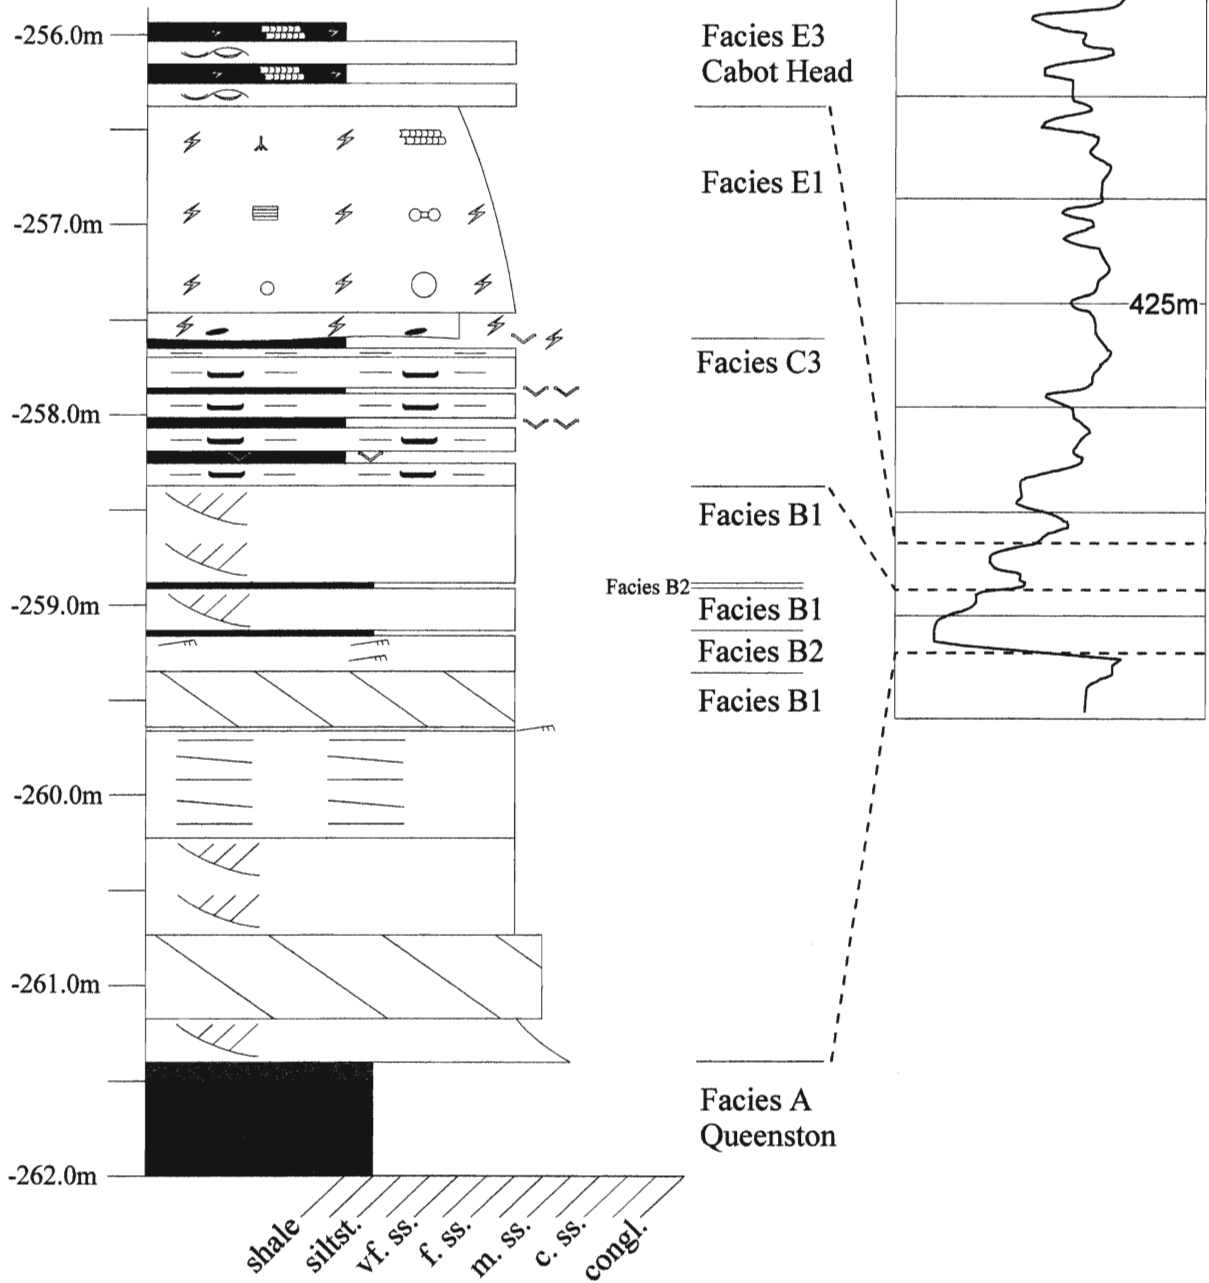 -256.0m
-257.0m
-258.0m
-259.0m
-260.0m
-261.0m
-262.0m
shale
siltst.
vf. ss.
f. ss.
m. ss.
c. ss.
congl.
Facies E3
Cabot Head
Facies E1
Facies C3
Facies B1
Facies B2
Facies B1
Facies B2
Facies B1
Facies A
Queenston
425m